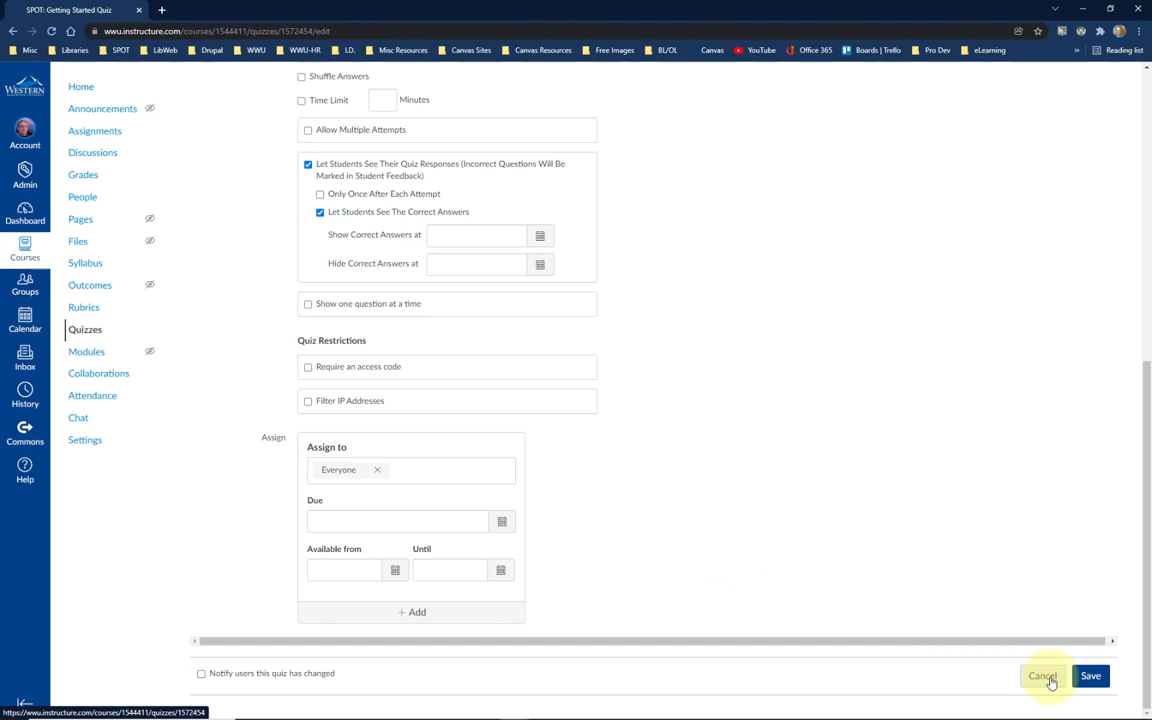 SPOT: Getting Started Quiz
wwu.instructure.com/courses/1544411/quizzes/1572454/edit
Misc Libraries SPOT LibWeb Drupal WWU WWU-HR I.D. Misc Resources Canvas Sites Canvas Resources Free Images BL/OL Canvas YouTube Office 365 Boards | Trello Pro Dev eLearning » Reading list
WESTERN
Account
Admin
Dashboard
Courses
Groups
Calendar
Inbox
History
Commons
Help
Home
Announcements
Assignments
Discussions
Grades
People
Pages
Files
Syllabus
Outcomes
Rubrics
Quizzes
Modules
Collaborations
Attendance
Chat
Settings
Shuffle Answers
Time Limit Minutes
Allow Multiple Attempts
Let Students See Their Quiz Responses (Incorrect Questions Will Be
Marked in Student Feedback)
Only Once After Each Attempt
Let Students See The Correct Answers
Show Correct Answers at
Hide Correct Answers at
Show one question at a time
Quiz Restrictions
Require an access code
Filter IP Addresses
Assign
Assign to
Everyone
Due
Available from Until
+ Add
Notify users this quiz has changed
Cancel Save
https://wwu.instructure.com/courses/1544411/quizzes/1572454